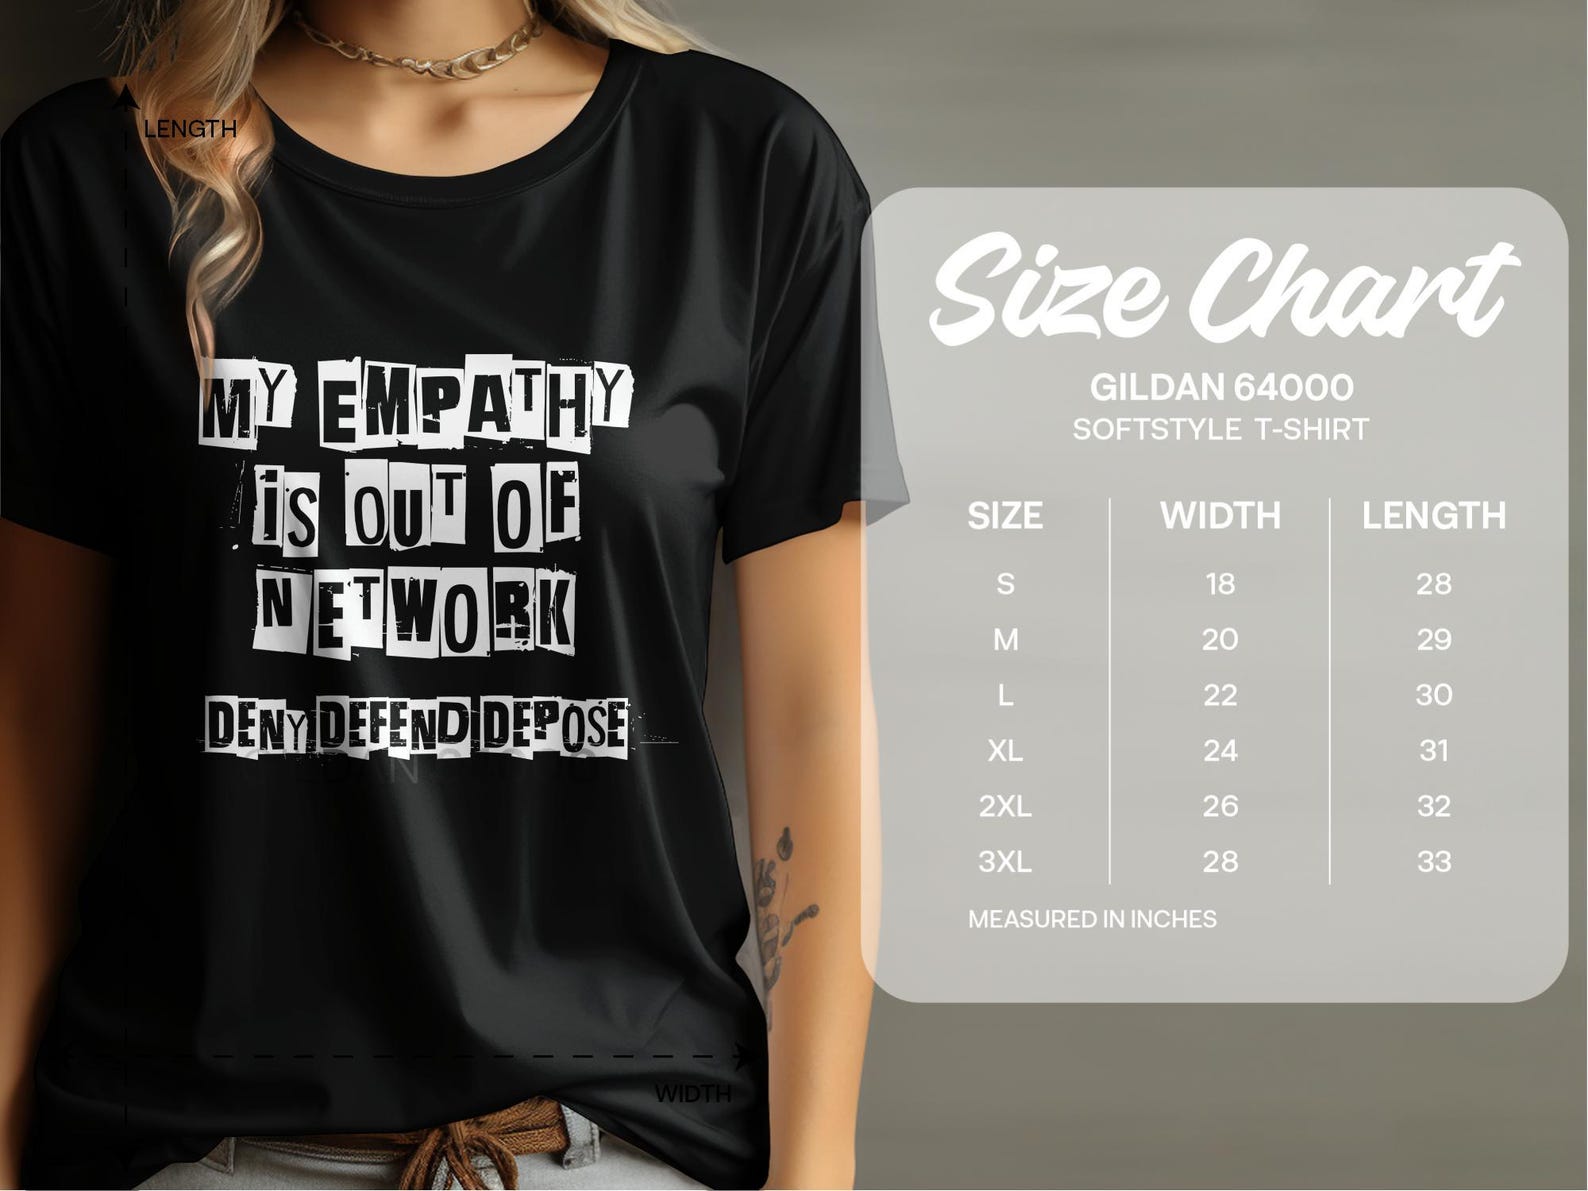 LENGTH
MY EMPATHY
iS OUT OF
NETWORK
DENY DEFEND DEPOSE
WIDTH
Size Chart
GILDAN 64000
SOFTSTYLE T-SHIRT
SIZE WIDTH LENGTH
S 18 28
M 20 29
L 22 30
XL 24 31
2XL 26 32
3XL 28 33
MEASURED IN INCHES